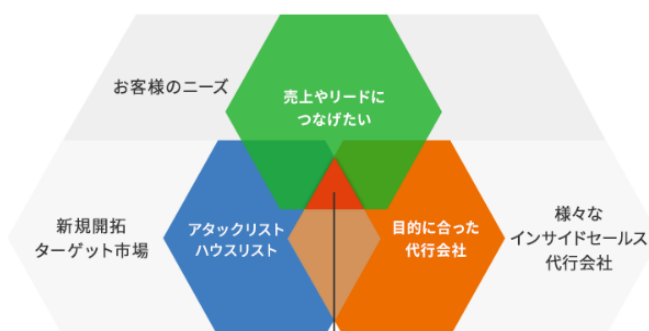 お客様のニーズ
売上やリードに
つなげたい
新規開拓
ターゲット市場
アタックリスト
ハウスリスト
目的に合った
代行会社
様々な
インサイドセールス
代行会社